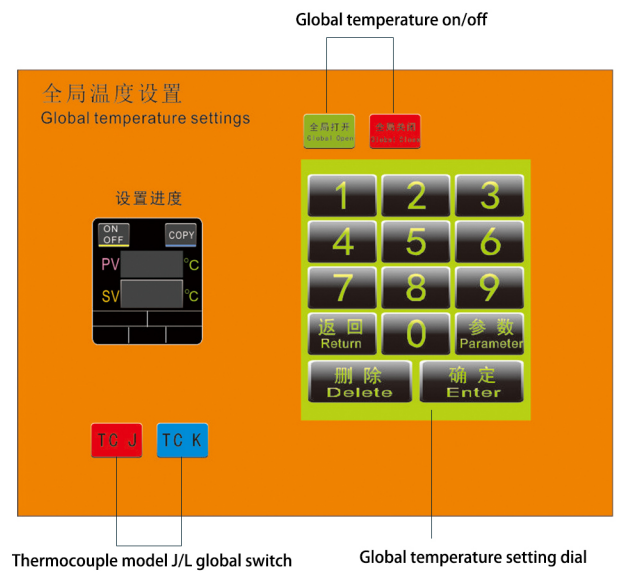 Global temperature on/off
全局温度设置
Global temperature settings
全局打开
Global Open
Global Close
设置进度
ON
OFF
COPY
PV
°C
SV
°C
1
2
3
4
5
6
7
8
9
返 回
Return
0
参 数
Parameter
删 除
Delete
确 定
Enter
TC J
TC K
Thermocouple model J/L global switch
Global temperature setting dial